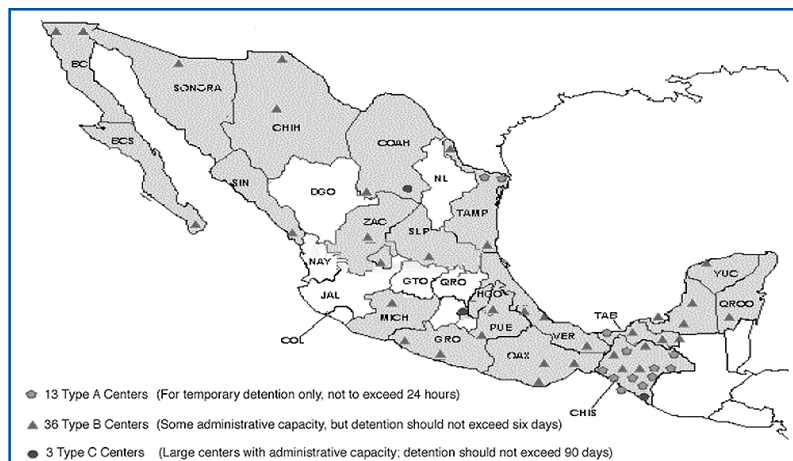 BC
SONORA
CHIH
COAH
BCS
SIN
DGO
NL
TAMP
ZAC
SLP
NAY
GTO
QRO
JAL
HGO
COL
MICH
PUE
VER
TAB
YUC
QROO
GRO
OAX
CHIS
13 Type A Centers (For temporary detention only, not to exceed 24 hours)
36 Type B Centers (Some administrative capacity, but detention should not exceed six days)
3 Type C Centers (Large centers with administrative capacity; detention should not exceed 90 days)